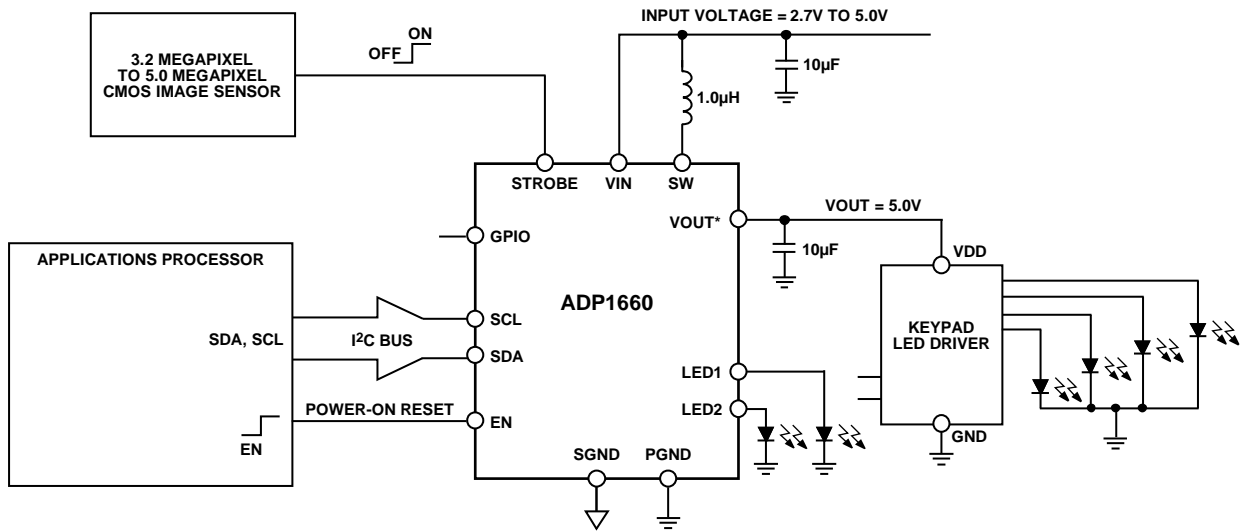 INPUT VOLTAGE = 2.7V TO 5.0V
3.2 MEGAPIXEL
TO 5.0 MEGAPIXEL
CMOS IMAGE SENSOR
ON
OFF
10µF
1.0µH
STROBE
VIN
SW
VOUT*
VOUT = 5.0V
GPIO
10µF
VDD
APPLICATIONS PROCESSOR
ADP1660
SCL
SDA, SCL
I2C BUS
KEYPAD
LED DRIVER
SDA
LED1
POWER-ON RESET
LED2
EN
EN
GND
SGND
PGND